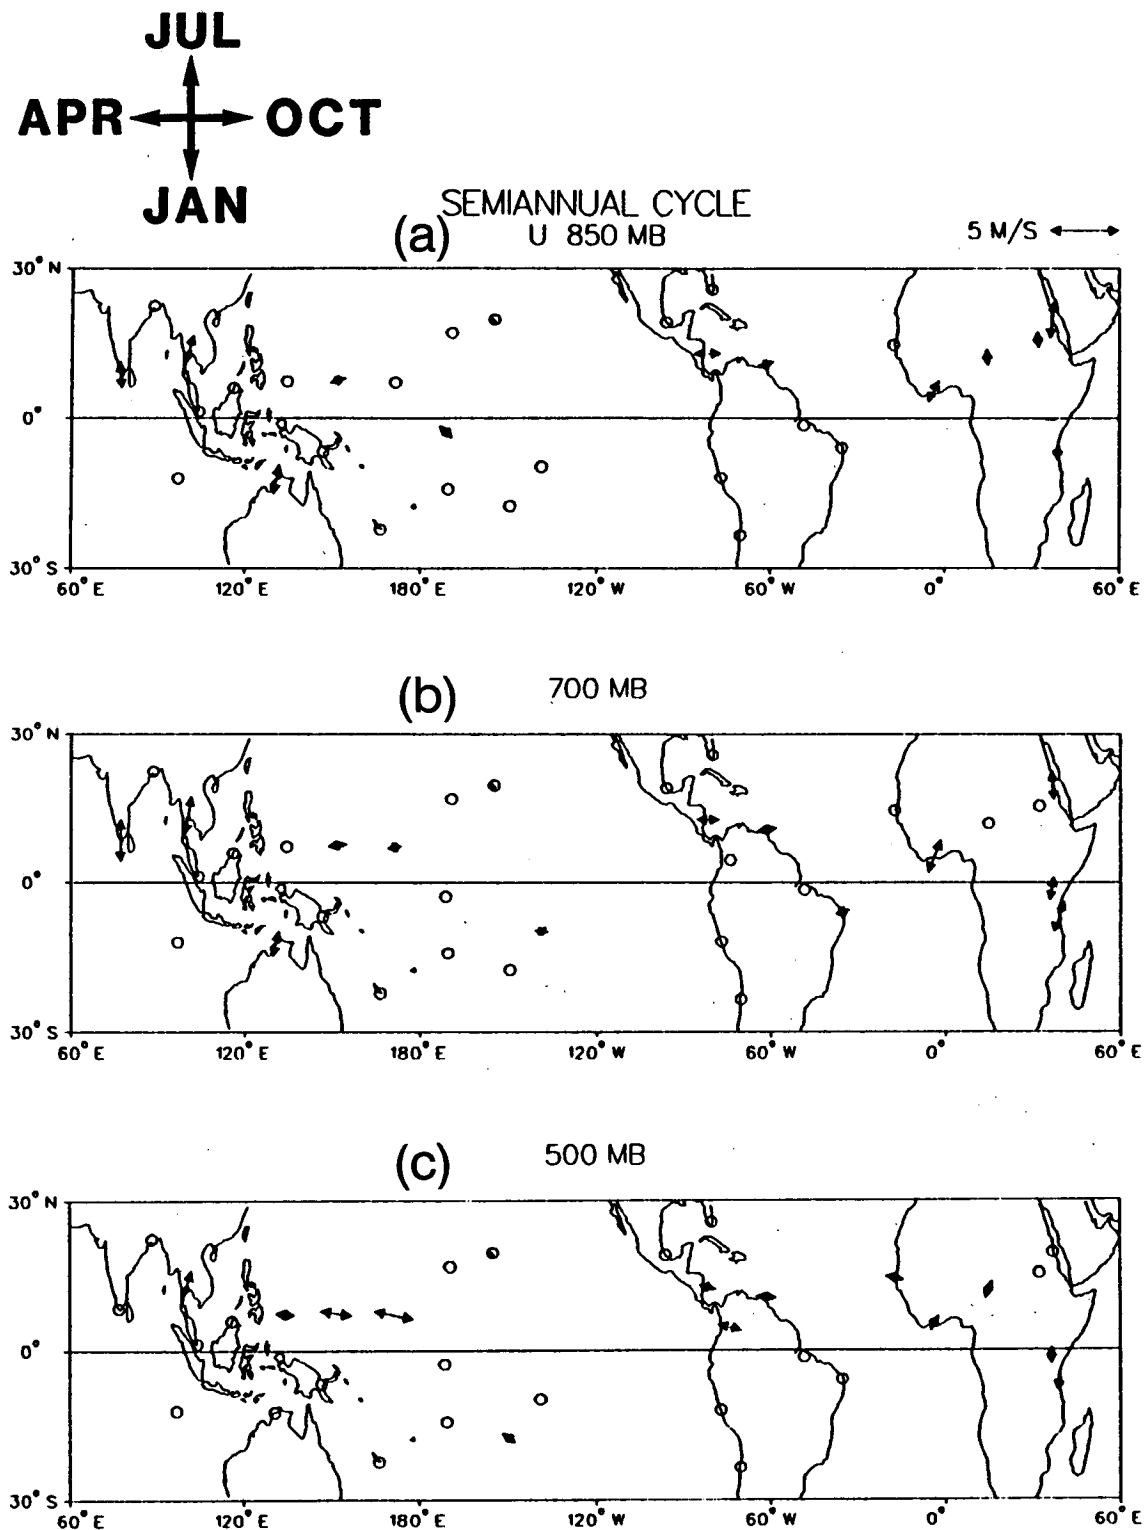 JUL
APR OCT
JAN
SEMIANNUAL CYCLE
(a) U 850 MB 5 M/S
30° N
0°
30° S
60° E 120° E 180° E 120° W 60° W 0° 60° E
(b) 700 MB
30° N
0°
30° S
60° E 120° E 180° E 120° W 60° W 0° 60° E
(c) 500 MB
30° N
0°
30° S
60° E 120° E 180° E 120° W 60° W 0° 60° E